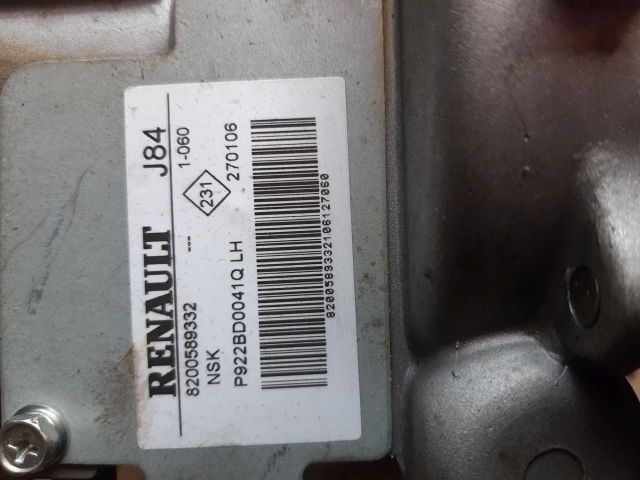 RENAULT J84
8200589332 --- 1-060
NSK 231
P922BD0041Q LH 270106
8200589332106127060